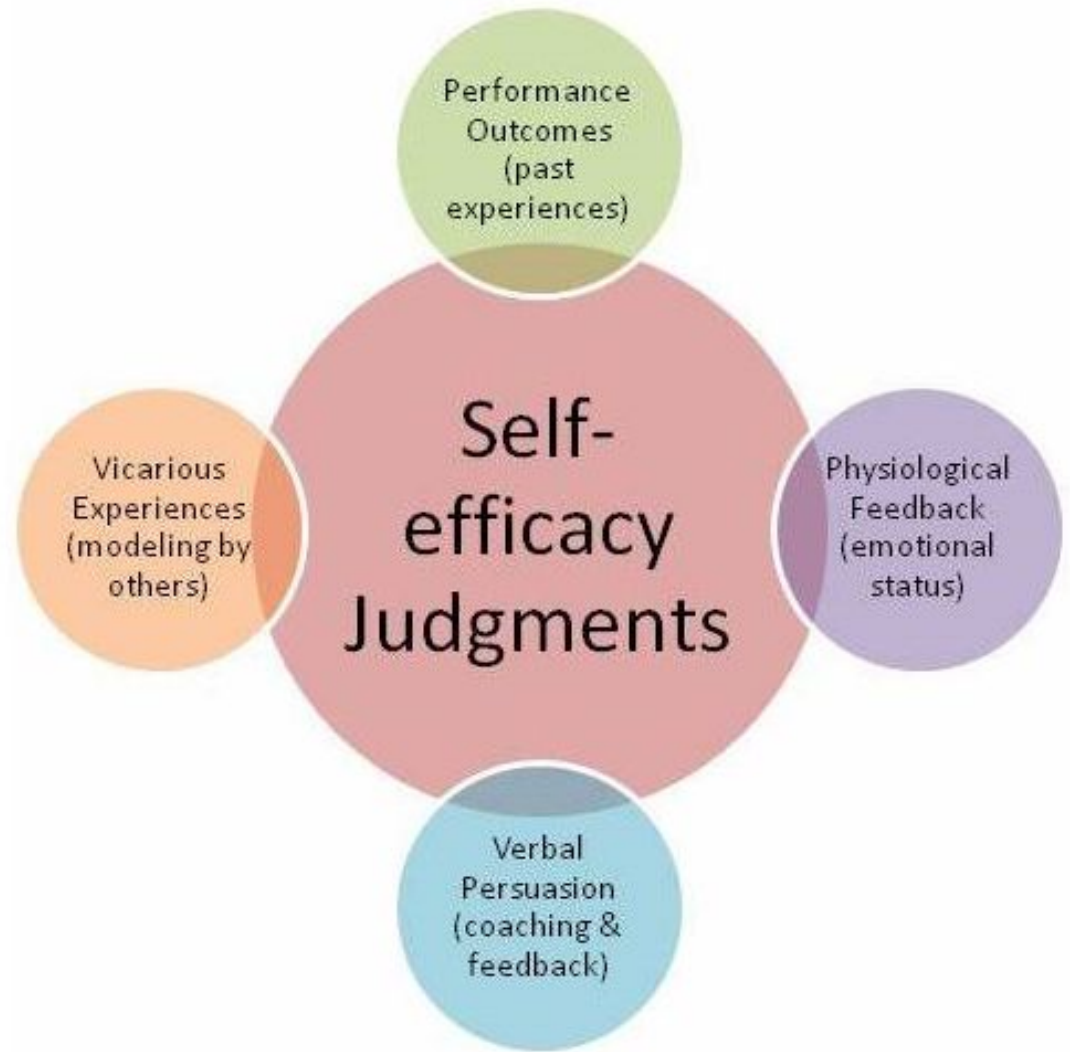 Performance
Outcomes
(past
experiences)
Vicarious
Experiences
(modeling by
others)
Self-
efficacy
Judgments
Physiological
Feedback
(emotional
status)
Verbal
Persuasion
(coaching &
feedback)